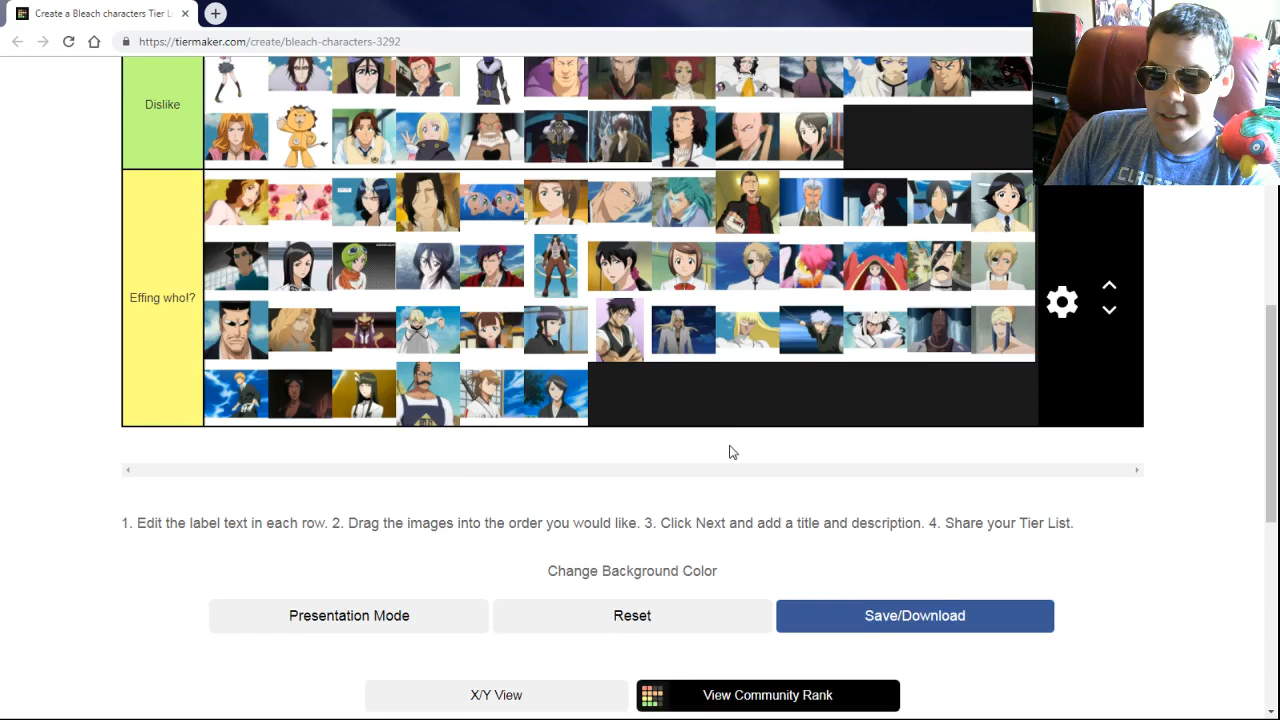 Create a Bleach characters Tier Li
https://tiermaker.com/create/bleach-characters-3292
Dislike
CLASSIC
Effing who!?
1. Edit the label text in each row. 2. Drag the images into the order you would like. 3. Click Next and add a title and description. 4. Share your Tier List.
Change Background Color
Presentation Mode
Reset
Save/Download
X/Y View
View Community Rank